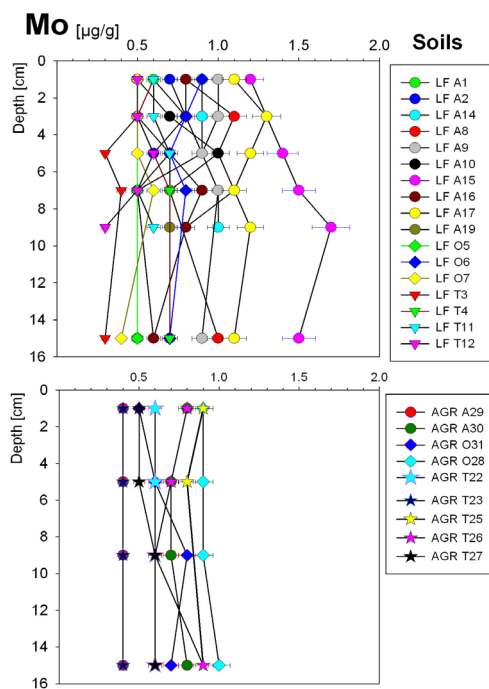 Mo [µg/g]
Soils
0.5 1.0 1.5 2.0
Depth [cm]
0
2
4
6
8
10
12
14
16
LF A1
LF A2
LF A14
LF A8
LF A9
LF A10
LF A15
LF A16
LF A17
LF A19
LF O5
LF O6
LF O7
LF T3
LF T4
LF T11
LF T12
0.5 1.0 1.5 2.0
Depth [cm]
0
2
4
6
8
10
12
14
16
AGR A29
AGR A30
AGR O31
AGR O28
AGR T22
AGR T23
AGR T25
AGR T26
AGR T27